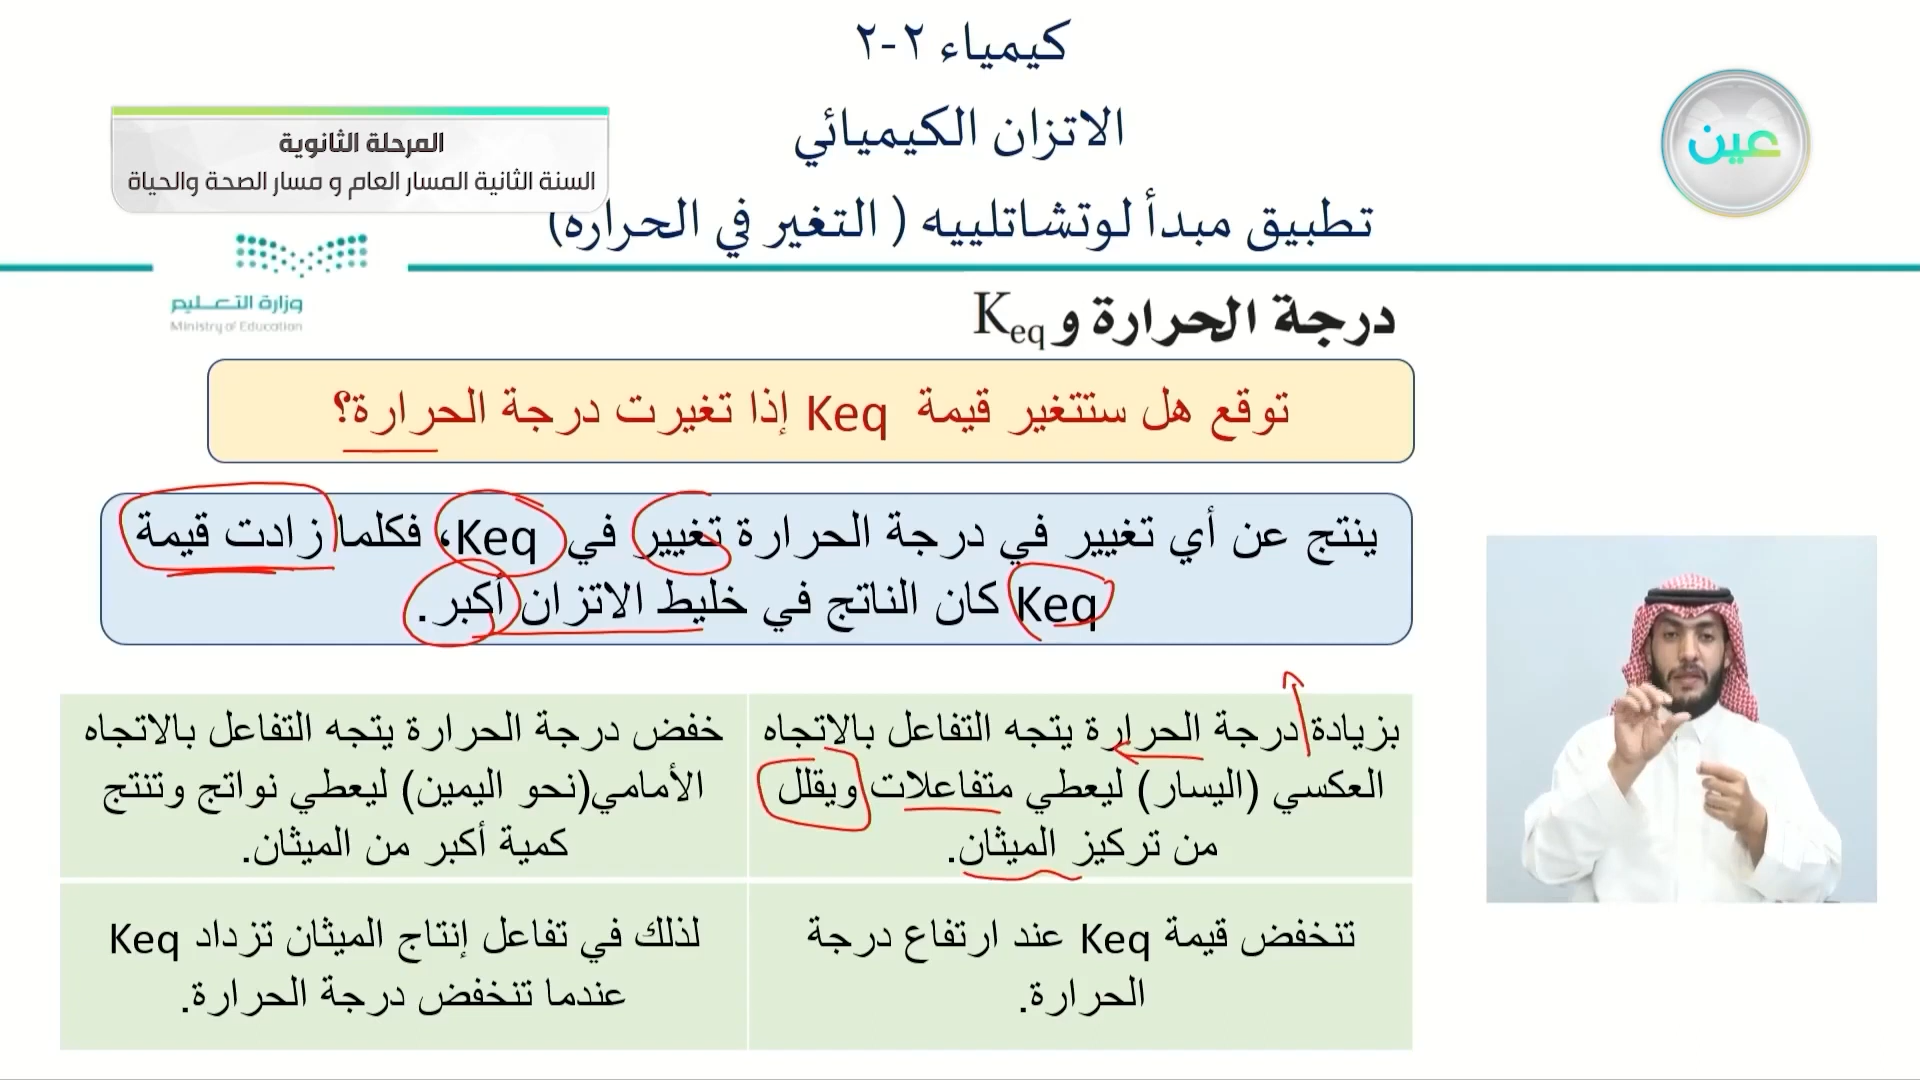 كيمياء ٢-٢
الاتزان الكيميائي
تطبيق مبدأ لوتشاتلييه ( التغير في الحراره)
المرحلة الثانوية
السنة الثانية المسار العام و مسار الصحة والحياة
عين
وزارة التعـــليم
Ministry of Education
درجة الحرارة و Keq
توقع هل ستتغير قيمة Keq إذا تغيرت درجة الحرارة؟
ينتج عن أي تغيير في درجة الحرارة تغيير في Keq، فكلما زادت قيمة
Keq كان الناتج في خليط الاتزان أكبر.
بزيادة درجة الحرارة يتجه التفاعل بالاتجاه
العكسي (اليسار) ليعطي متفاعلات ويقلل
من تركيز الميثان.
خفض درجة الحرارة يتجه التفاعل بالاتجاه
الأمامي(نحو اليمين) ليعطي نواتج وتنتج
كمية أكبر من الميثان.
تنخفض قيمة Keq عند ارتفاع درجة
الحرارة.
لذلك في تفاعل إنتاج الميثان تزداد Keq
عندما تنخفض درجة الحرارة.